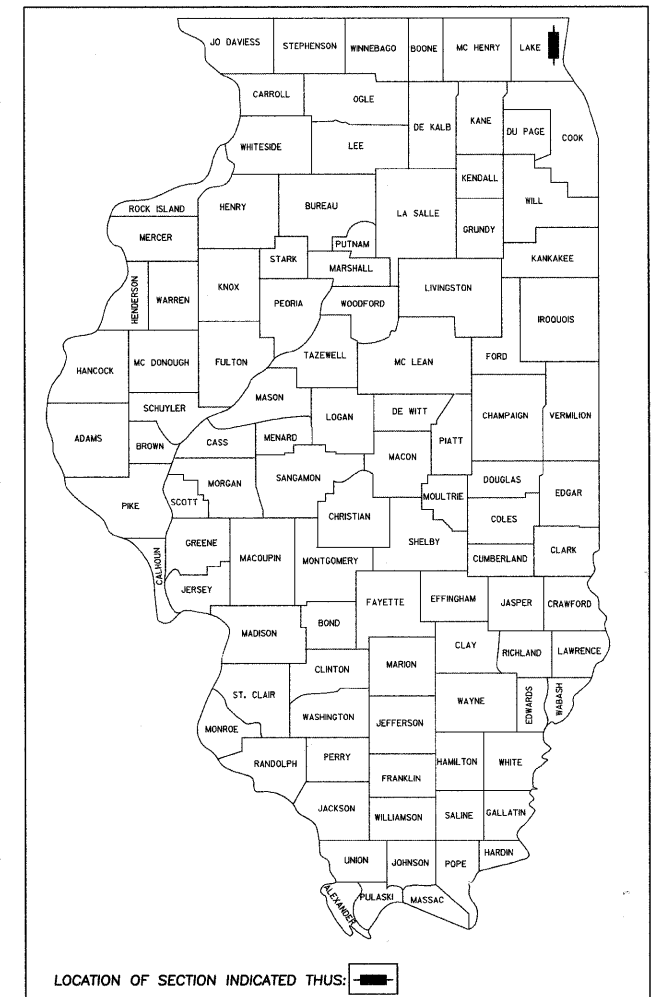 JO DAVIESS
STEPHENSON
WINNEBAGO
BOONE
MC HENRY
LAKE
CARROLL
OGLE
DE KALB
KANE
DU PAGE
COOK
WHITESIDE
LEE
KENDALL
WILL
ROCK ISLAND
HENRY
BUREAU
LA SALLE
GRUNDY
MERCER
PUTNAM
STARK
MARSHALL
KANKAKEE
HENDERSON
WARREN
KNOX
PEORIA
WOODFORD
LIVINGSTON
IROQUOIS
HANCOCK
MC DONOUGH
FULTON
TAZEWELL
MC LEAN
FORD
MASON
SCHUYLER
LOGAN
DE WITT
CHAMPAIGN
VERMILION
ADAMS
BROWN
CASS
MENARD
MACON
PIATT
MORGAN
SANGAMON
DOUGLAS
EDGAR
PIKE
SCOTT
CHRISTIAN
MOULTRIE
COLES
GREENE
MACOUPIN
MONTGOMERY
SHELBY
CUMBERLAND
CLARK
CALHOUN
JERSEY
FAYETTE
EFFINGHAM
JASPER
CRAWFORD
MADISON
BOND
CLAY
RICHLAND
LAWRENCE
CLINTON
MARION
ST. CLAIR
WAYNE
EDWARDS
WABASH
MONROE
WASHINGTON
JEFFERSON
RANDOLPH
PERRY
HAMILTON
WHITE
FRANKLIN
JACKSON
WILLIAMSON
SALINE
GALLATIN
UNION
JOHNSON
POPE
HARDIN
ALEXANDER
PULASKI
MASSAC
LOCATION OF SECTION INDICATED THUS: